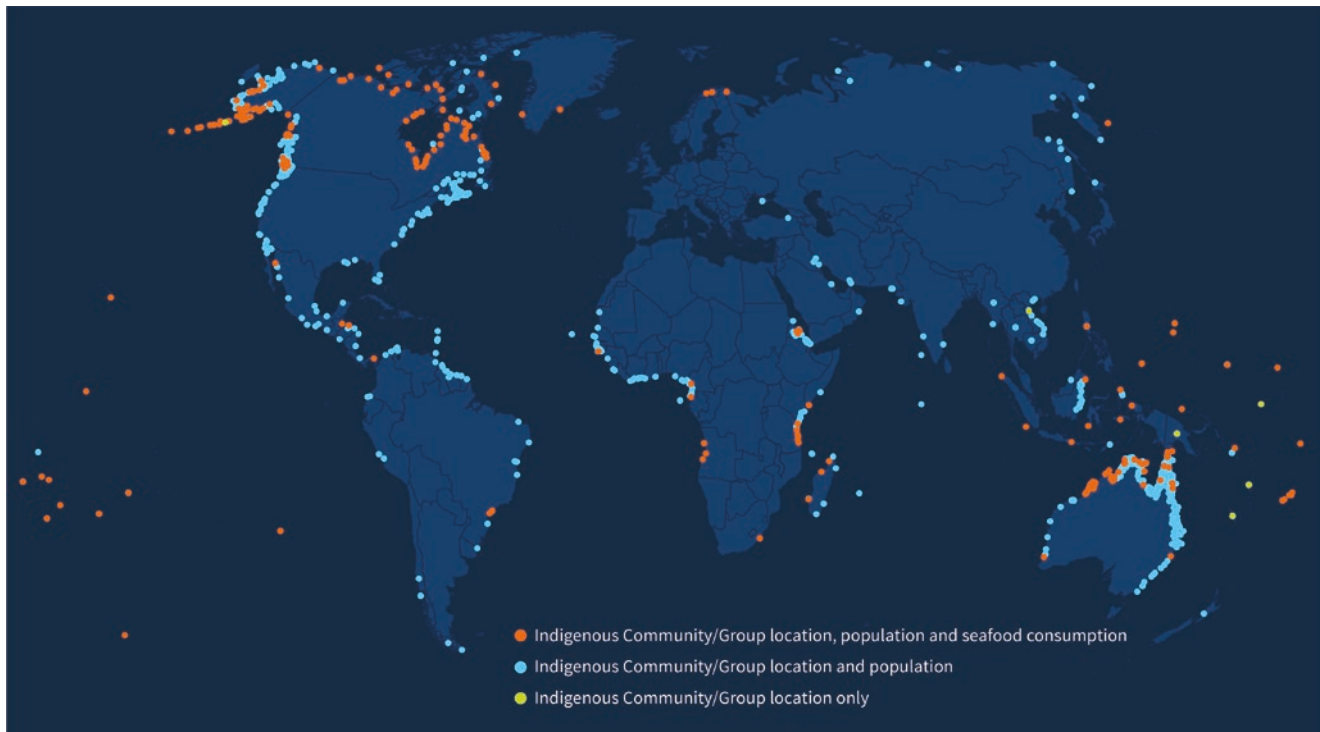 Indigenous Community/Group location, population and seafood consumption
Indigenous Community/Group location and population
Indigenous Community/Group location only